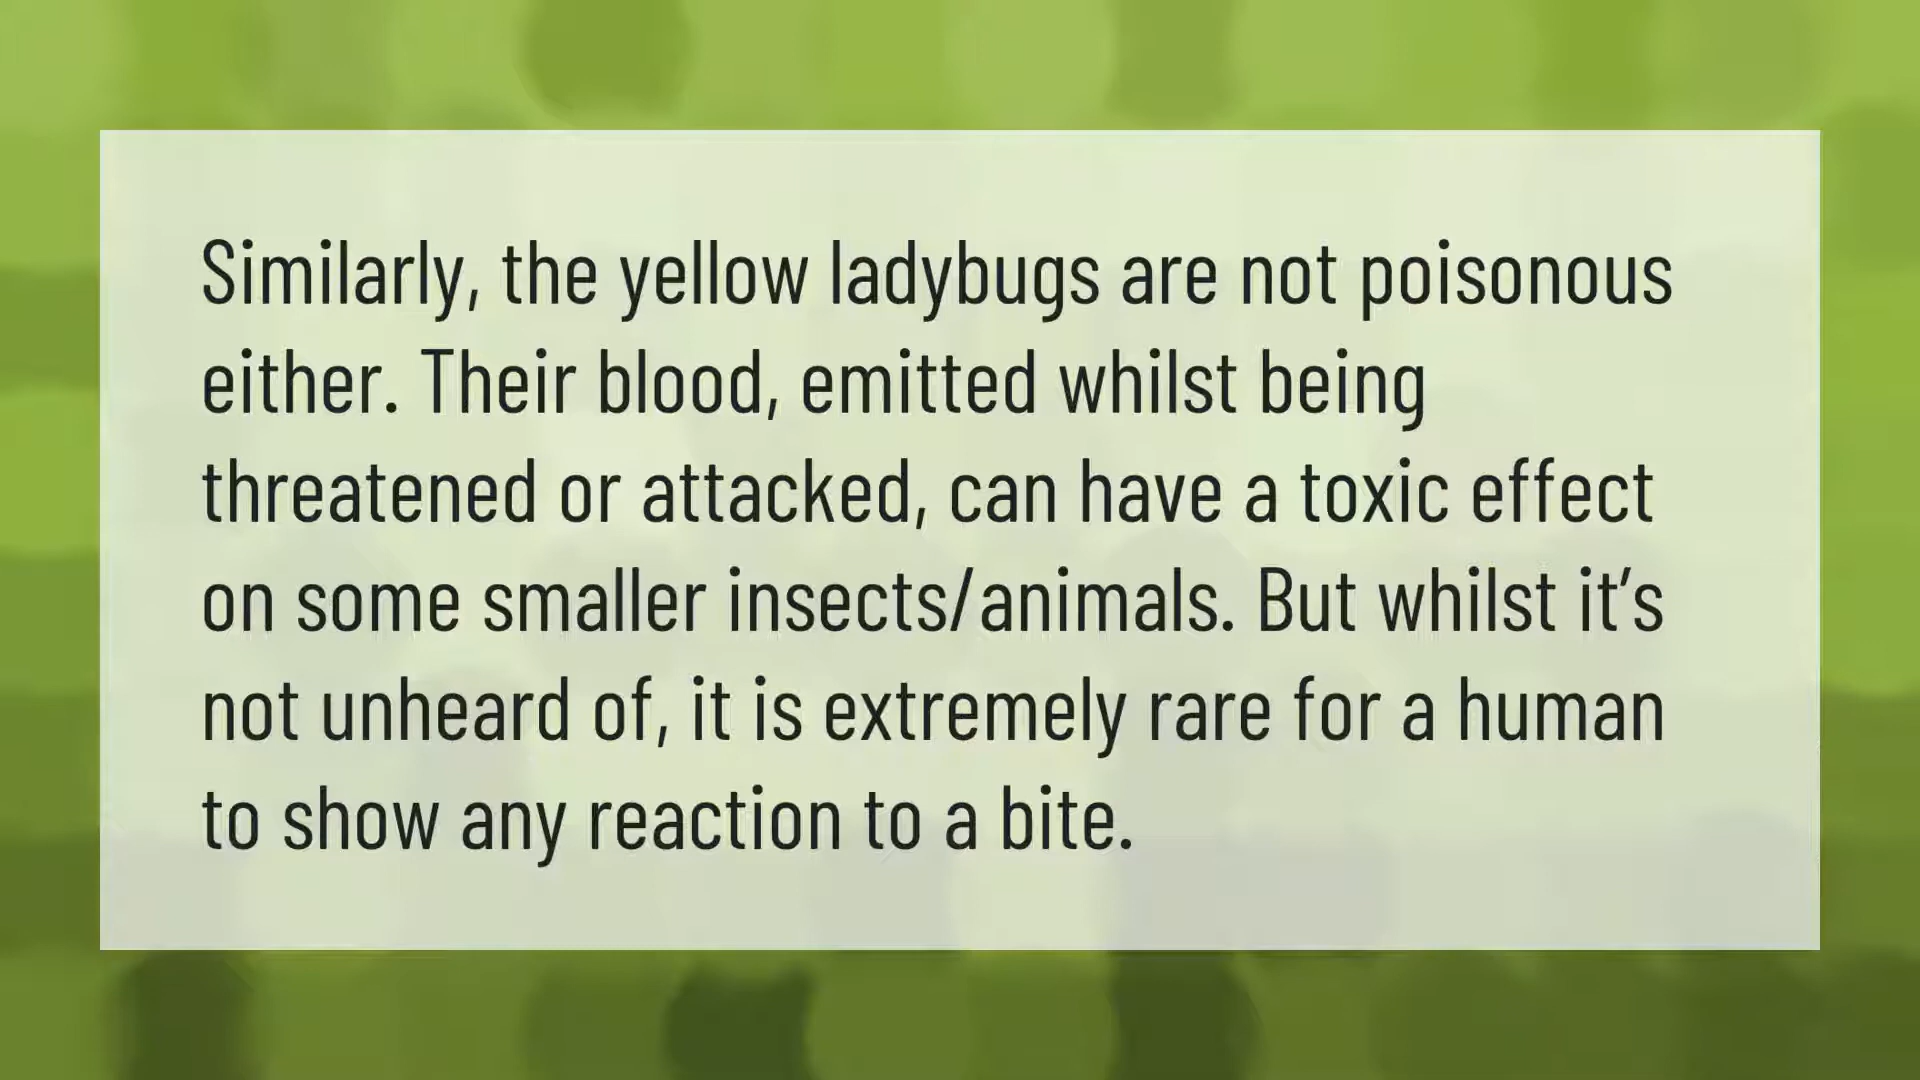 Similarly, the yellow ladybugs are not poisonous
either. Their blood, emitted whilst being
threatened or attacked, can have a toxic effect
on some smaller insects/animals. But whilst it’s
not unheard of, it is extremely rare for a human
to show any reaction to a bite.